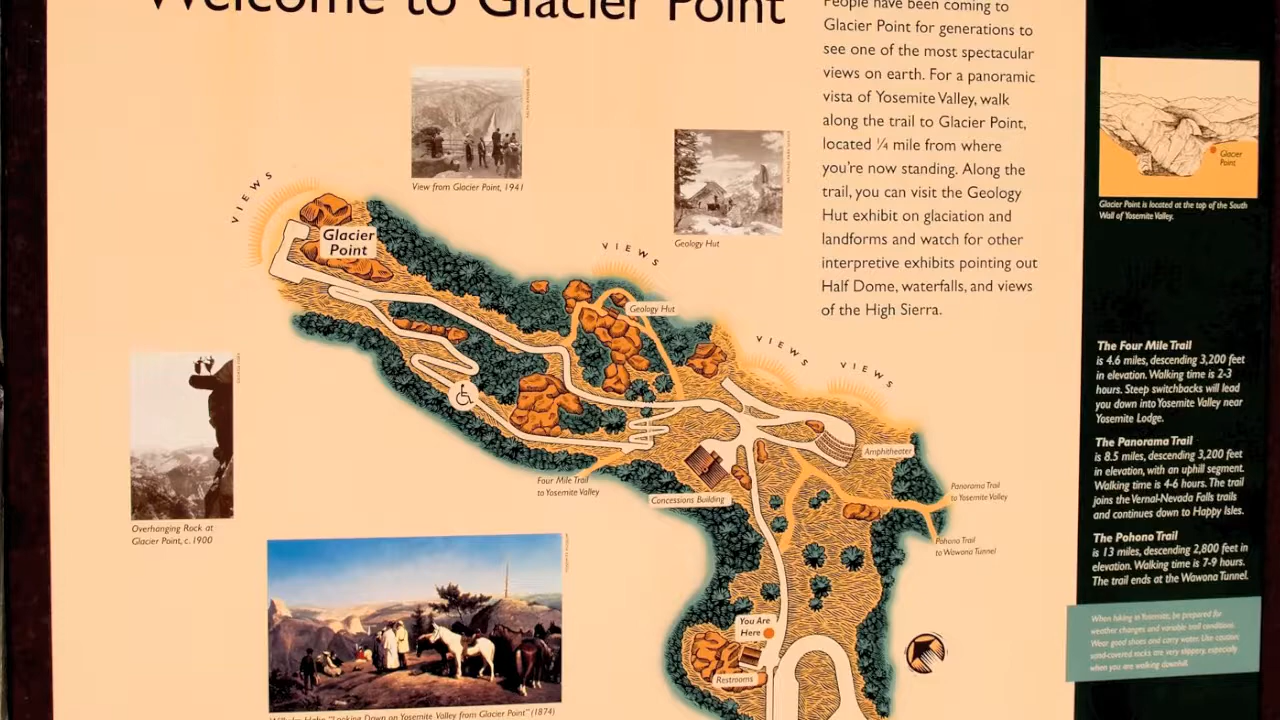 Welcome to Glacier Point
People have been coming to
Glacier Point for generations to
see one of the most spectacular
views on earth. For a panoramic
vista of Yosemite Valley, walk
along the trail to Glacier Point,
located ¼ mile from where
you're now standing. Along the
trail, you can visit the Geology
Hut exhibit on glaciation and
landforms and watch for other
interpretive exhibits pointing out
Half Dome, waterfalls, and views
of the High Sierra.
View from Glacier Point, 1941
Geology Hut
VIEWS
Glacier
Point
VIEWS
Geology Hut
VIEWS
VIEWS
Amphitheater
Four Mile Trail
to Yosemite Valley
Concessions Building
Panorama Trail
to Yosemite Valley
Pohono Trail
to Wawona Tunnel
You Are
Here
Restrooms
Overhanging Rock at
Glacier Point, c. 1900
"Looking Down on Yosemite Valley from Glacier Point" (1874)
Glacier
Point
Glacier Point is located at the top of the South
Wall of Yosemite Valley.
The Four Mile Trail
is 4.6 miles, descending 3,200 feet
in elevation. Walking time is 2-3
hours. Steep switchbacks will lead
you down into Yosemite Valley near
Yosemite Lodge.
The Panorama Trail
is 8.5 miles, descending 3,200 feet
in elevation, with an uphill segment.
Walking time is 4-6 hours. The trail
joins the Vernal-Nevada Falls trails
and continues down to Happy Isles.
The Pohono Trail
is 13 miles, descending 2,800 feet in
elevation. Walking time is 7-9 hours.
The trail ends at the Wawona Tunnel.
When hiking in Yosemite, be prepared for
weather changes and variable trail conditions.
Wear good shoes and carry water. Use caution;
sand-covered rocks are very slippery, especially
when you are walking downhill.